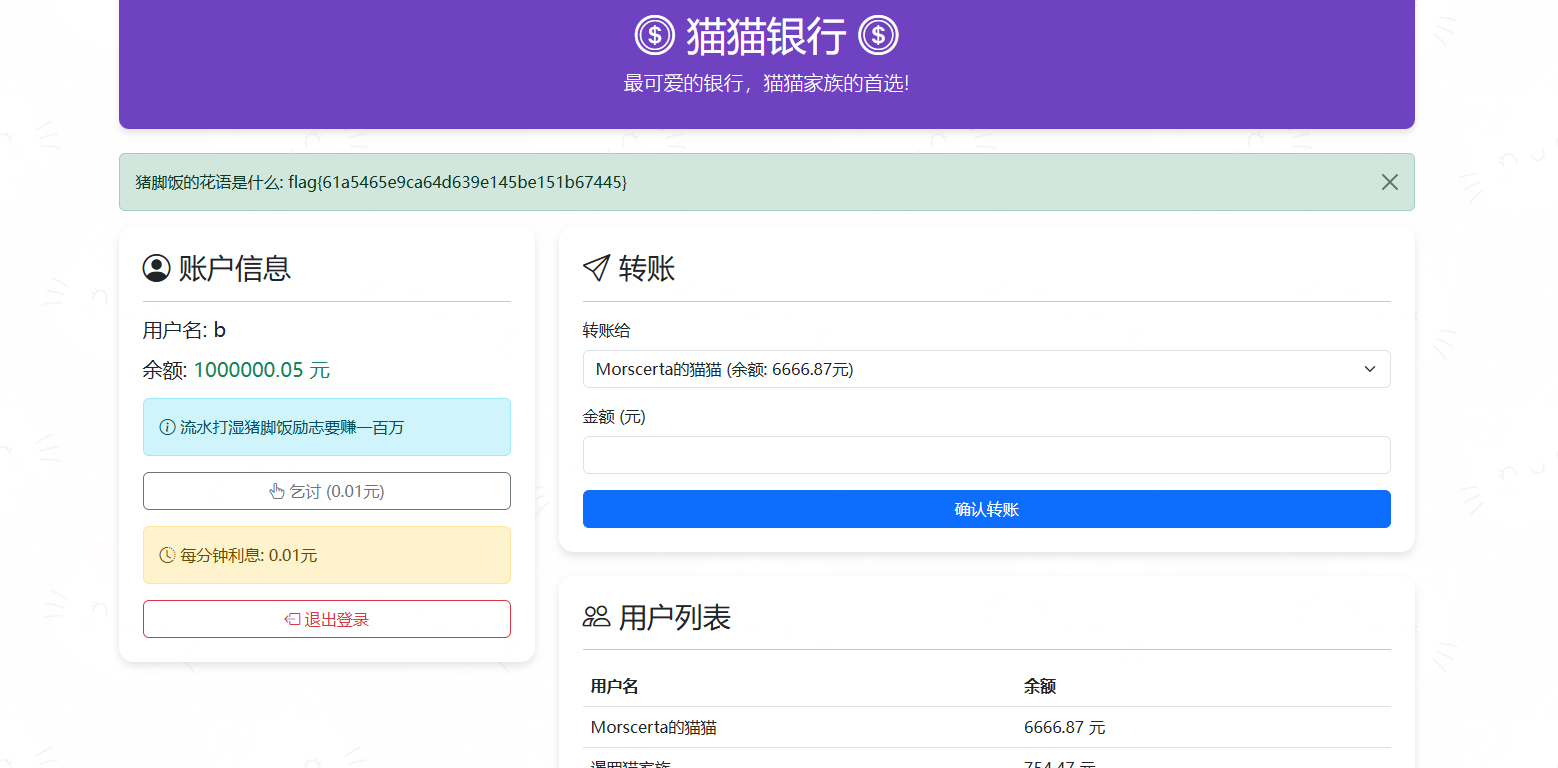 猫猫银行
最可爱的银行，猫猫家族的首选!
猪脚饭的花语是什么: flag{61a5465e9ca64d639e145be151b67445}
账户信息
用户名: b
余额: 1000000.05 元
流水打湿猪脚饭励志要赚一百万
乞讨 (0.01元)
每分钟利息: 0.01元
退出登录
转账
转账给
Morscerta的猫猫 (余额: 6666.87元)
金额 (元)
确认转账
用户列表
用户名 余额
Morscerta的猫猫 6666.87 元